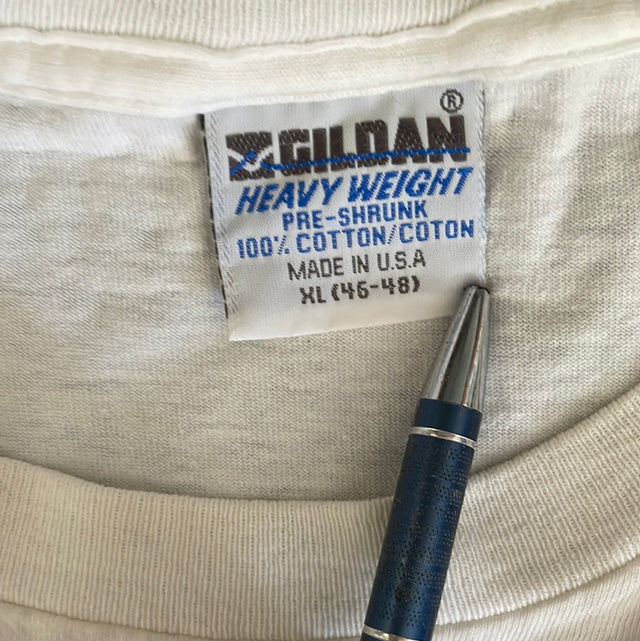 ®
GILDAN
HEAVY WEIGHT
PRE-SHRUNK
100% COTTON/COTON
MADE IN U.S.A
XL (46-48)